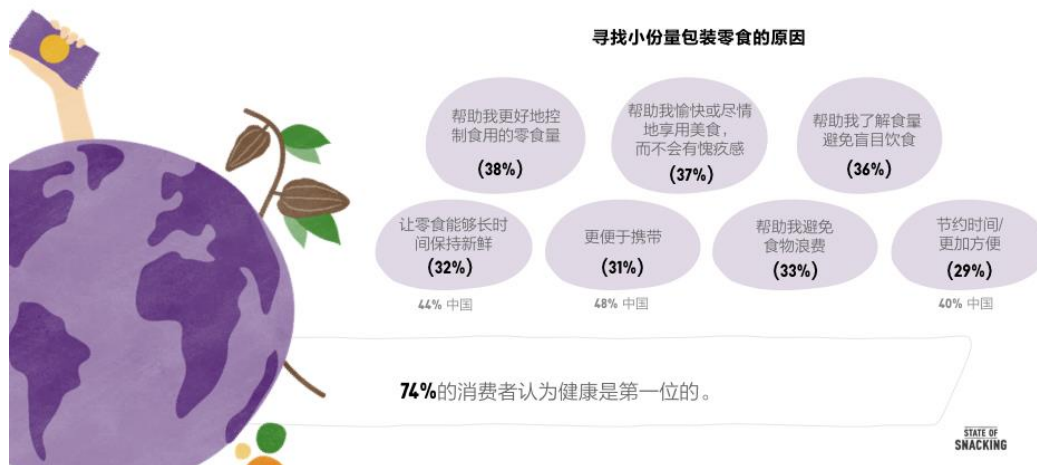 寻找小份量包装零食的原因
帮助我更好地控
制食用的零食量
(38%)
帮助我愉快或尽情
地享用美食，
而不会有愧疚感
(37%)
帮助我了解食量
避免盲目饮食
(36%)
让零食能够长时
间保持新鲜
(32%)
44% 中国
更便于携带
(31%)
48% 中国
帮助我避免
食物浪费
(33%)
节约时间/
更加方便
(29%)
40% 中国
74%的消费者认为健康是第一位的。
STATE OF
SNACKING